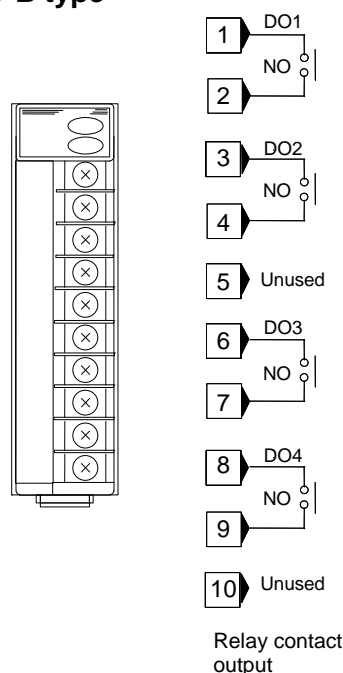 B type
1 DO1
NO
2
3 DO2
NO
4
5 Unused
6 DO3
NO
7
8 DO4
NO
9
10 Unused
Relay contact
output